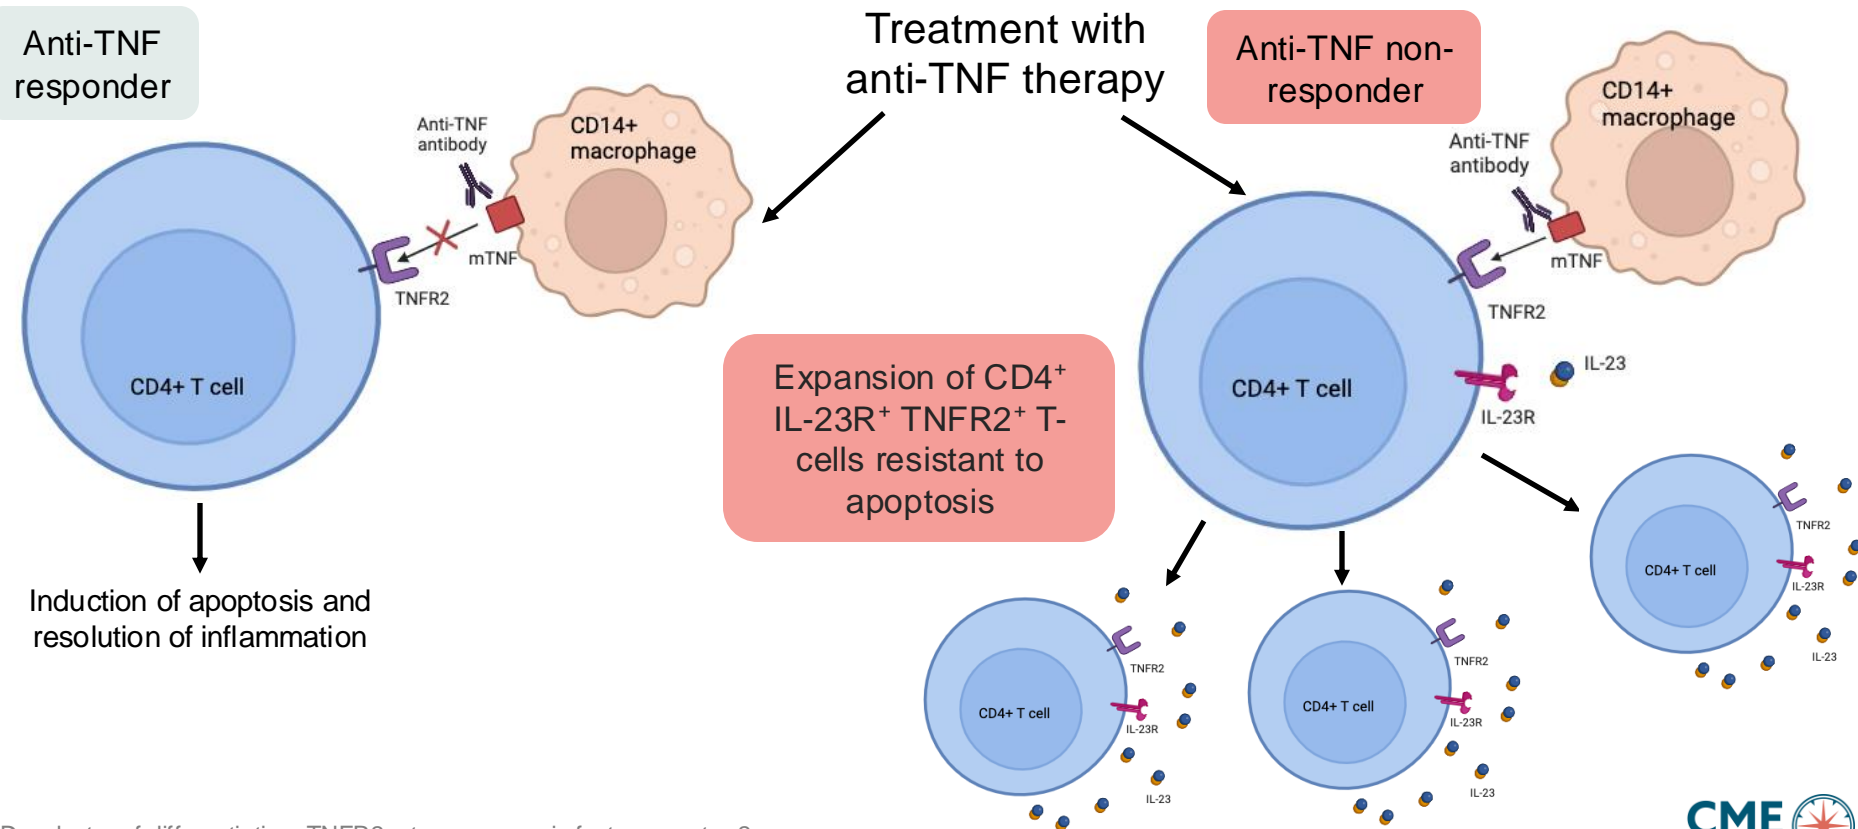 Anti-TNF
responder
Treatment with
anti-TNF therapy
Anti-TNF non-
responder
Anti-TNF
antibody
CD14+
macrophage
mTNF
TNFR2
CD4+ T cell
Induction of apoptosis and
resolution of inflammation
CD14+
macrophage
Anti-TNF
antibody
mTNF
TNFR2
IL-23
IL-23R
CD4+ T cell
Expansion of CD4⁺
IL-23R⁺ TNFR2⁺ T-
cells resistant to
apoptosis
TNFR2
CD4+ T cell
IL-23R
IL-23
TNFR2
CD4+ T cell
IL-23R
IL-23
TNFR2
CD4+ T cell
IL-23R
IL-23
CME